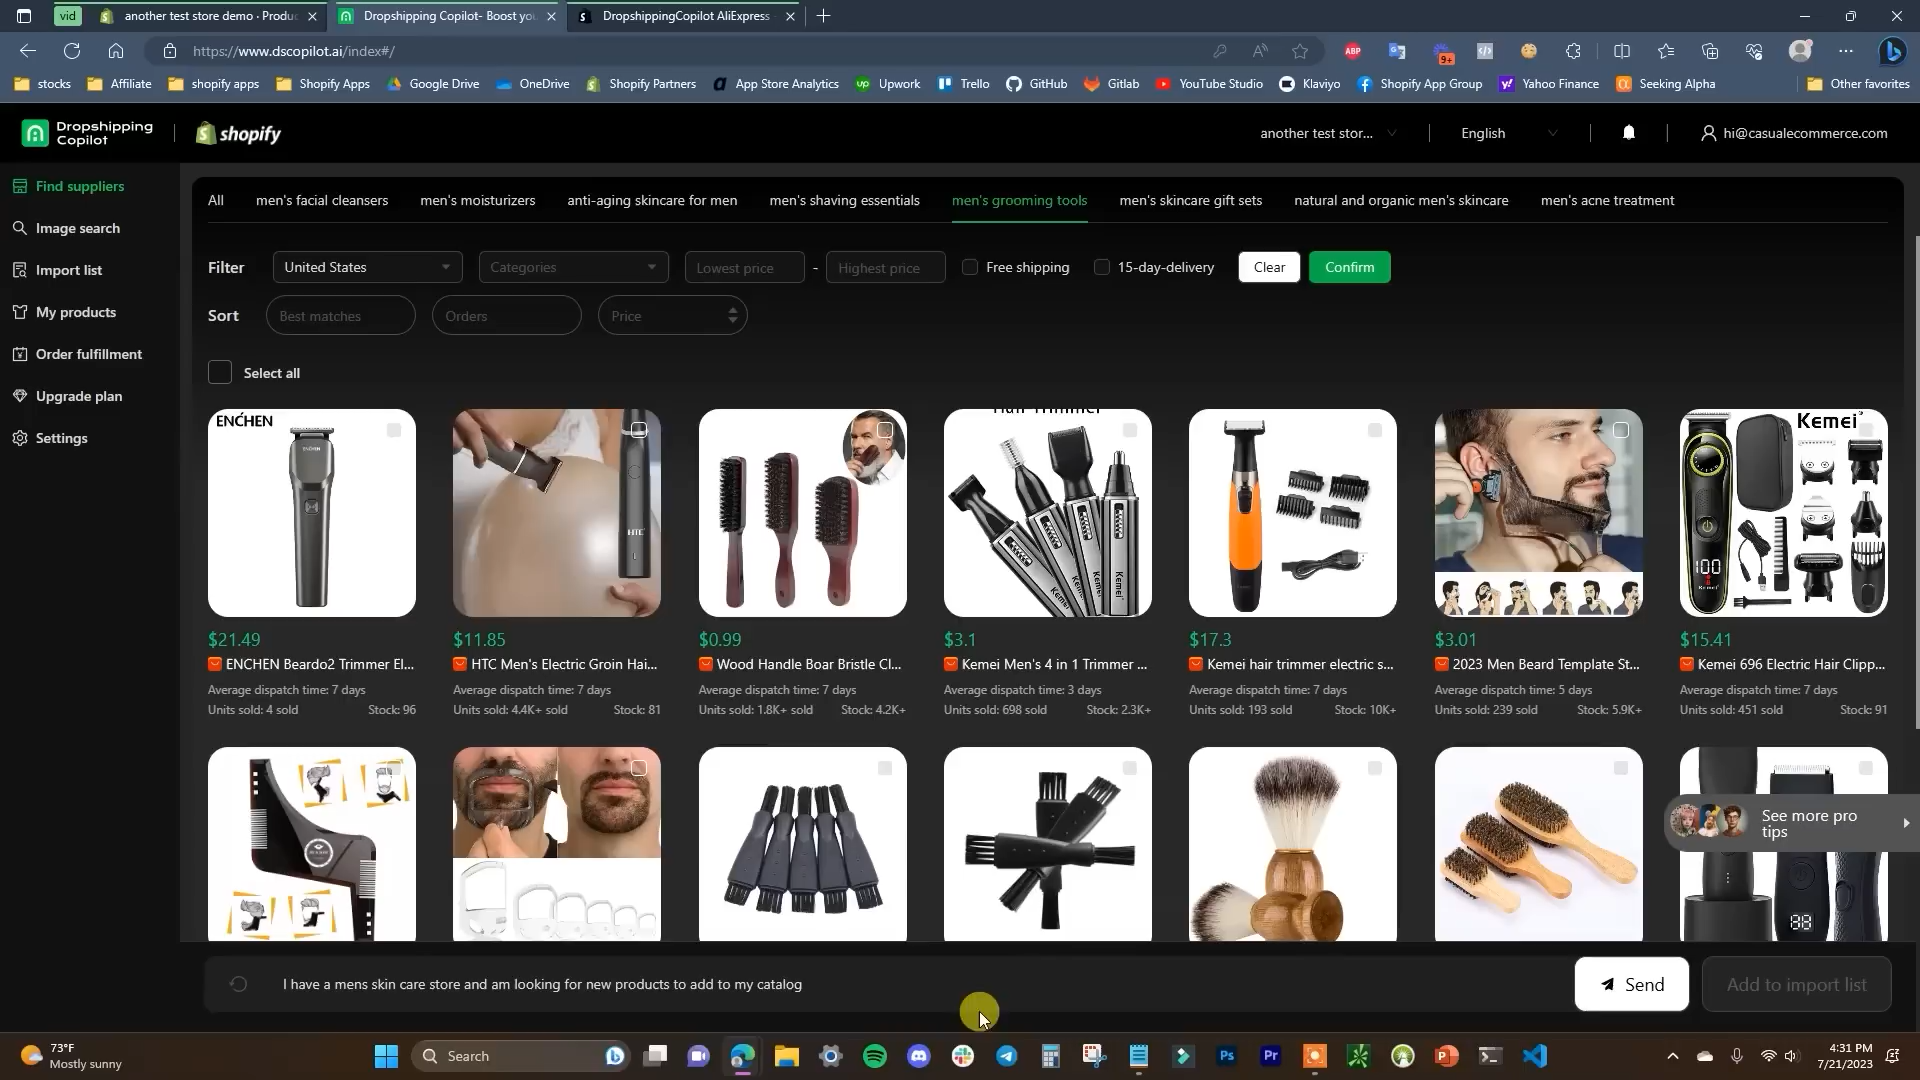 vid
another test store demo · Produc
Dropshipping Copilot- Boost you
DropshippingCopilot AliExpress
https://www.dscopilot.ai/index#/
ABP
9+
stocks
Affiliate
shopify apps
Shopify Apps
Google Drive
OneDrive
Shopify Partners
App Store Analytics
up Upwork
Trello
GitHub
Gitlab
YouTube Studio
Klaviyo
Shopify App Group
Yahoo Finance
Seeking Alpha
Other favorites
Dropshipping
Copilot
shopify
another test stor...
English
hi@casualecommerce.com
Find suppliers
Image search
Import list
My products
Order fulfillment
Upgrade plan
Settings
All
men's facial cleansers
men's moisturizers
anti-aging skincare for men
men's shaving essentials
men's grooming tools
men's skincare gift sets
natural and organic men's skincare
men's acne treatment
Filter
United States
Categories
Lowest price
-
Highest price
Free shipping
15-day-delivery
Clear
Confirm
Sort
Best matches
Orders
Price
Select all
ENCHEN
HTC
Hair Trimmer
Kemei
100
$21.49
ENCHEN Beardo2 Trimmer El...
Average dispatch time: 7 days
Units sold: 4 sold
Stock: 96
$11.85
HTC Men's Electric Groin Hai...
Average dispatch time: 7 days
Units sold: 4.4K+ sold
Stock: 81
$0.99
Wood Handle Boar Bristle Cl...
Average dispatch time: 7 days
Units sold: 1.8K+ sold
Stock: 4.2K+
$3.1
Kemei Men's 4 in 1 Trimmer ...
Average dispatch time: 3 days
Units sold: 698 sold
Stock: 2.3K+
$17.3
Kemei hair trimmer electric s...
Average dispatch time: 7 days
Units sold: 193 sold
Stock: 10K+
$3.01
2023 Men Beard Template St...
Average dispatch time: 5 days
Units sold: 239 sold
Stock: 5.9K+
$15.41
Kemei 696 Electric Hair Clipp...
Average dispatch time: 7 days
Units sold: 451 sold
Stock: 91
See more pro
tips
I have a mens skin care store and am looking for new products to add to my catalog
Send
Add to import list
73°F
Mostly sunny
Search
Ps
Pr
4:31 PM
7/21/2023